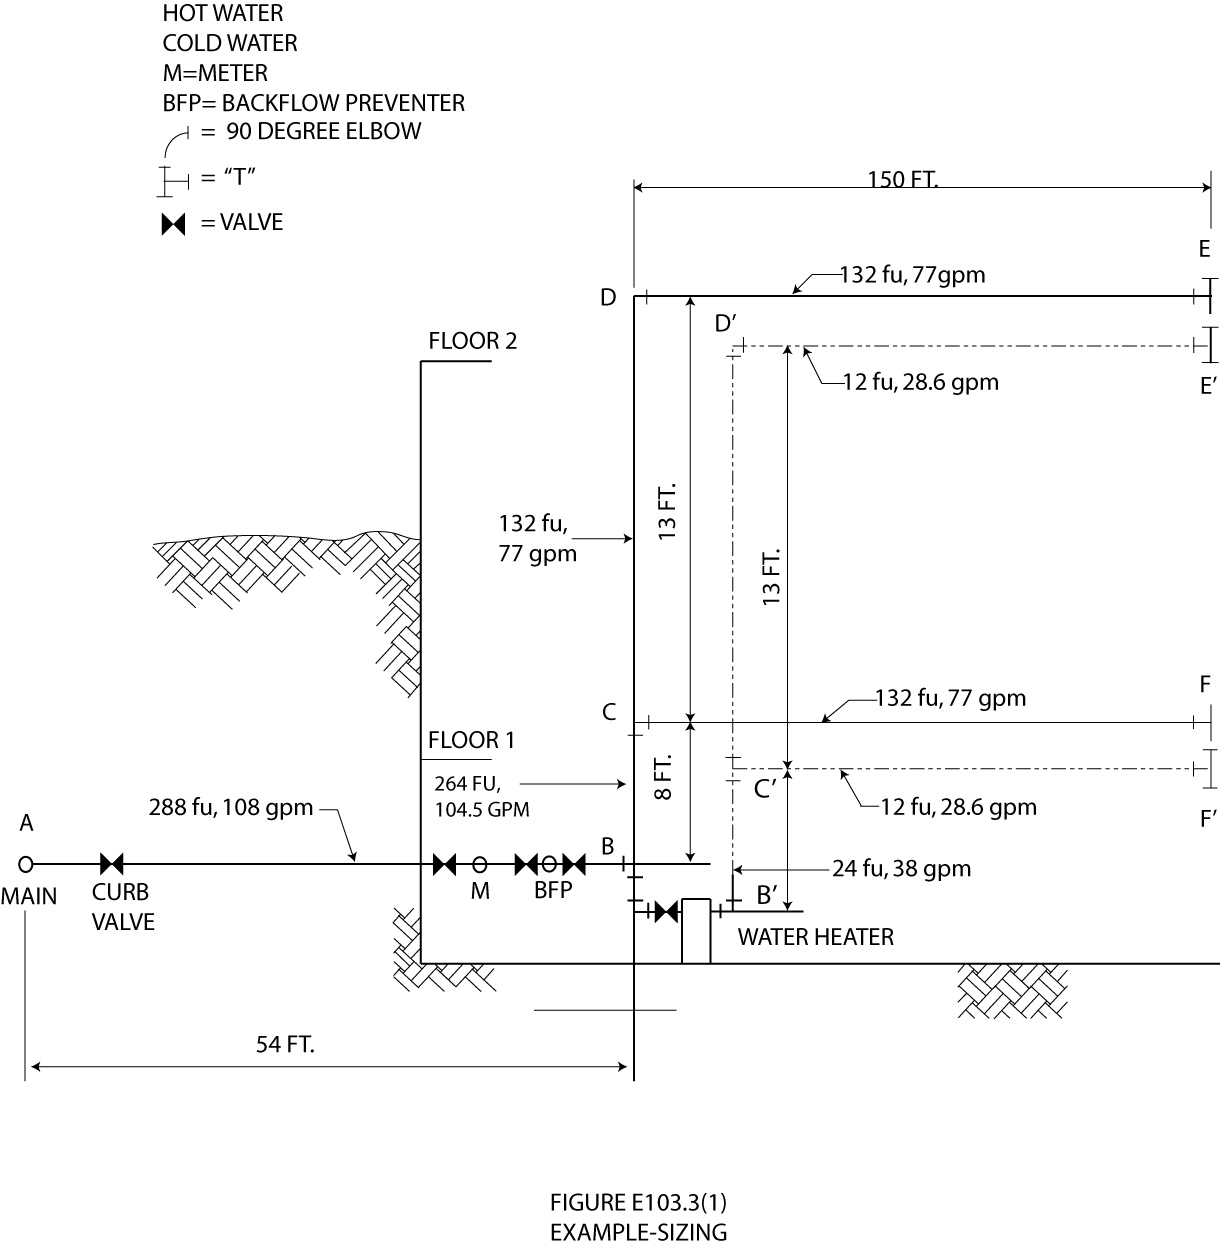 HOT WATER
COLD WATER
M=METER
BFP= BACKFLOW PREVENTER
= 90 DEGREE ELBOW
= “T”
= VALVE
150 FT.
E
132 fu, 77gpm
D
D’
FLOOR 2
12 fu, 28.6 gpm
E’
13 FT.
132 fu,
77 gpm
13 FT.
F
132 fu, 77 gpm
C
FLOOR 1
8 FT.
264 FU,
104.5 GPM
C’
12 fu, 28.6 gpm
F’
288 fu, 108 gpm
A
B
24 fu, 38 gpm
MAIN
CURB
VALVE
M
BFP
B’
WATER HEATER
54 FT.
FIGURE E103.3(1)
EXAMPLE-SIZING